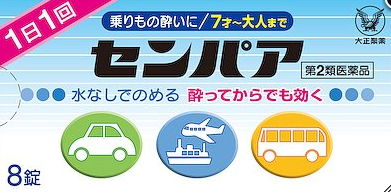 1日1回
乗りもの酔いに/7才〜大人まで
大正製薬
センパア
第2類医薬品
水なしでのめる 酔ってからでも効く
8錠